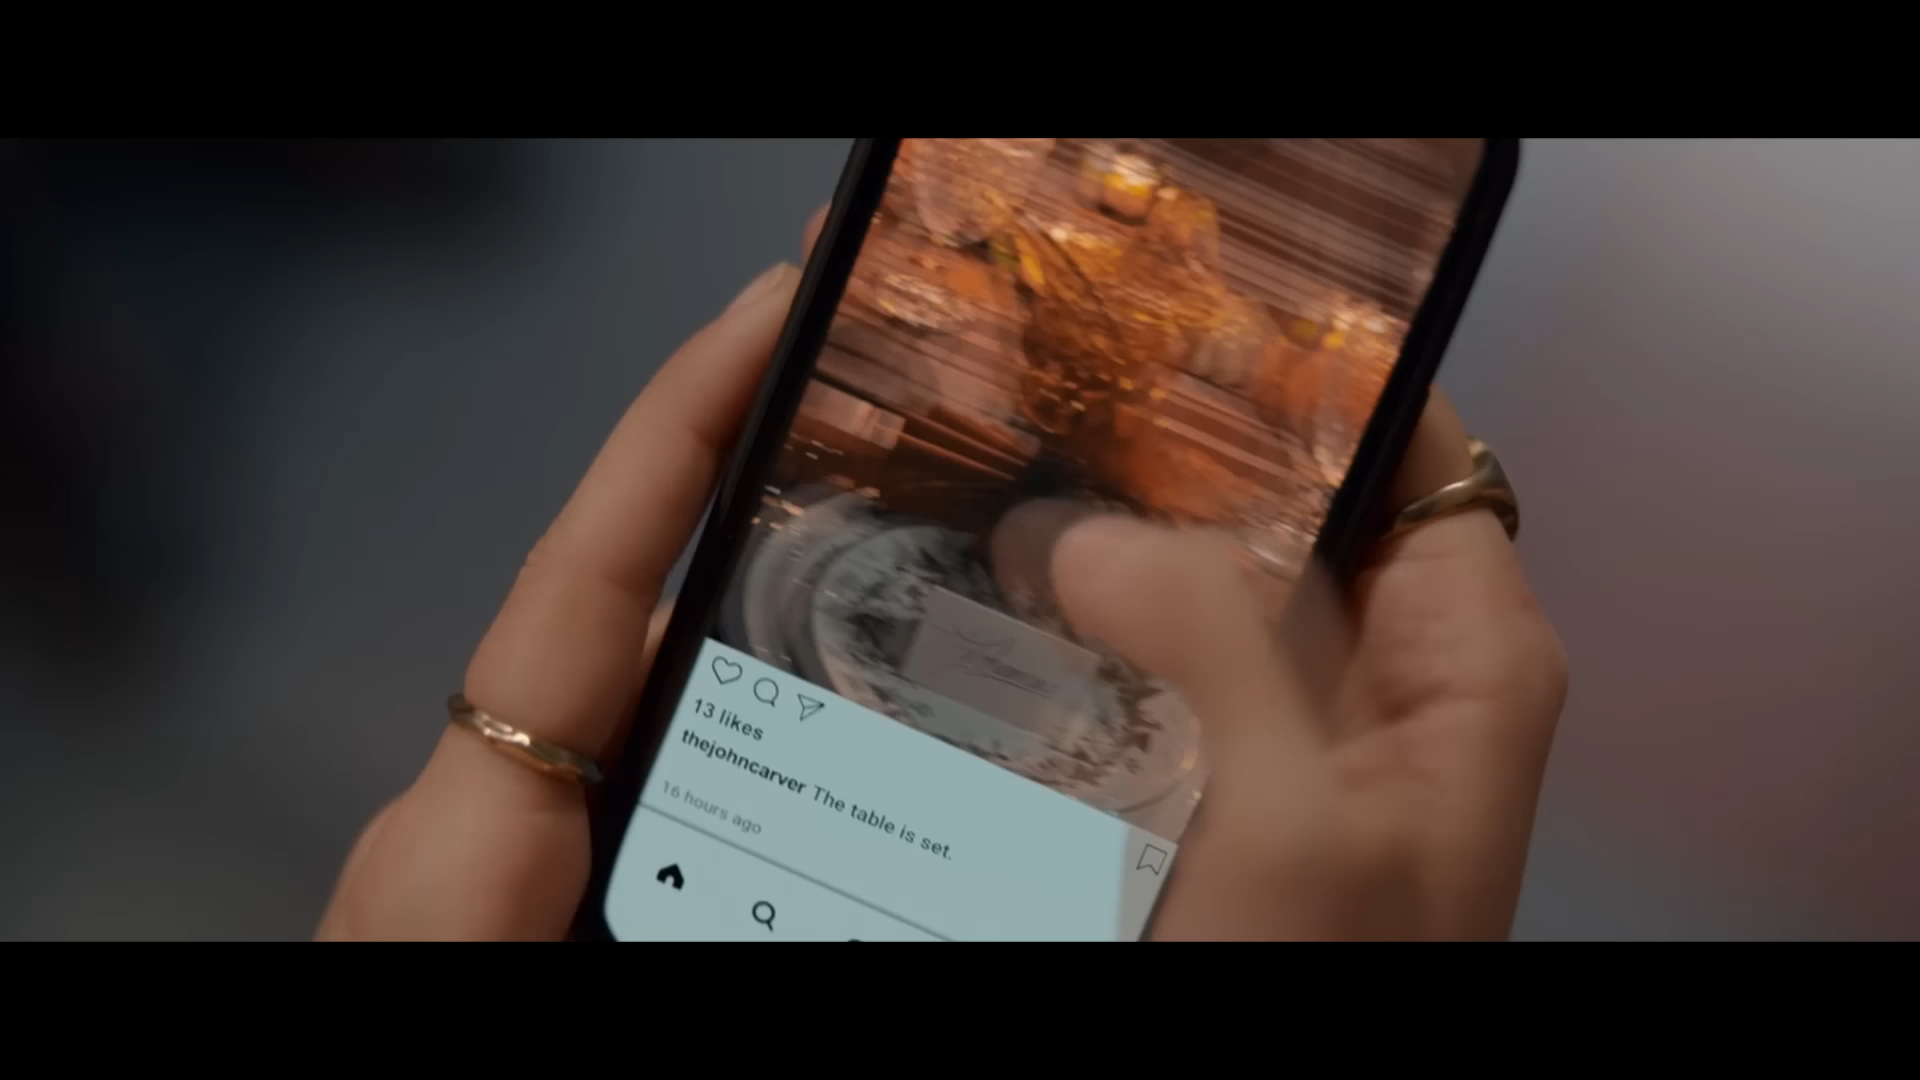 13 likes
thejohncarver The table is set.
16 hours ago